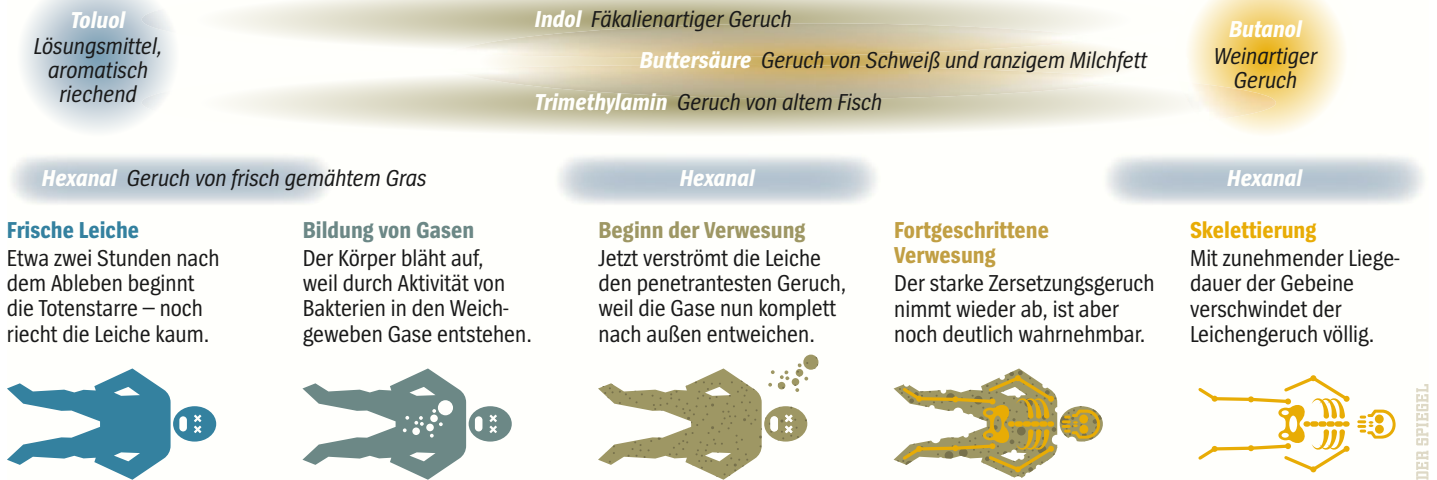 Toluol
Lösungsmittel,
aromatisch
riechend
Indol Fäkalienartiger Geruch
Buttersäure Geruch von Schweiß und ranzigem Milchfett
Trimethylamin Geruch von altem Fisch
Butanol
Weinartiger
Geruch
Hexanal Geruch von frisch gemähtem Gras
Hexanal
Hexanal
Frische Leiche
Etwa zwei Stunden nach
dem Ableben beginnt
die Totenstarre – noch
riecht die Leiche kaum.
Bildung von Gasen
Der Körper bläht auf,
weil durch Aktivität von
Bakterien in den Weich-
geweben Gase entstehen.
Beginn der Verwesung
Jetzt verströmt die Leiche
den penetrantesten Geruch,
weil die Gase nun komplett
nach außen entweichen.
Fortgeschrittene
Verwesung
Der starke Zersetzungsgeruch
nimmt wieder ab, ist aber
noch deutlich wahrnehmbar.
Skelettierung
Mit zunehmender Liege-
dauer der Gebeine
verschwindet der
Leichengeruch völlig.
DER SPIEGEL